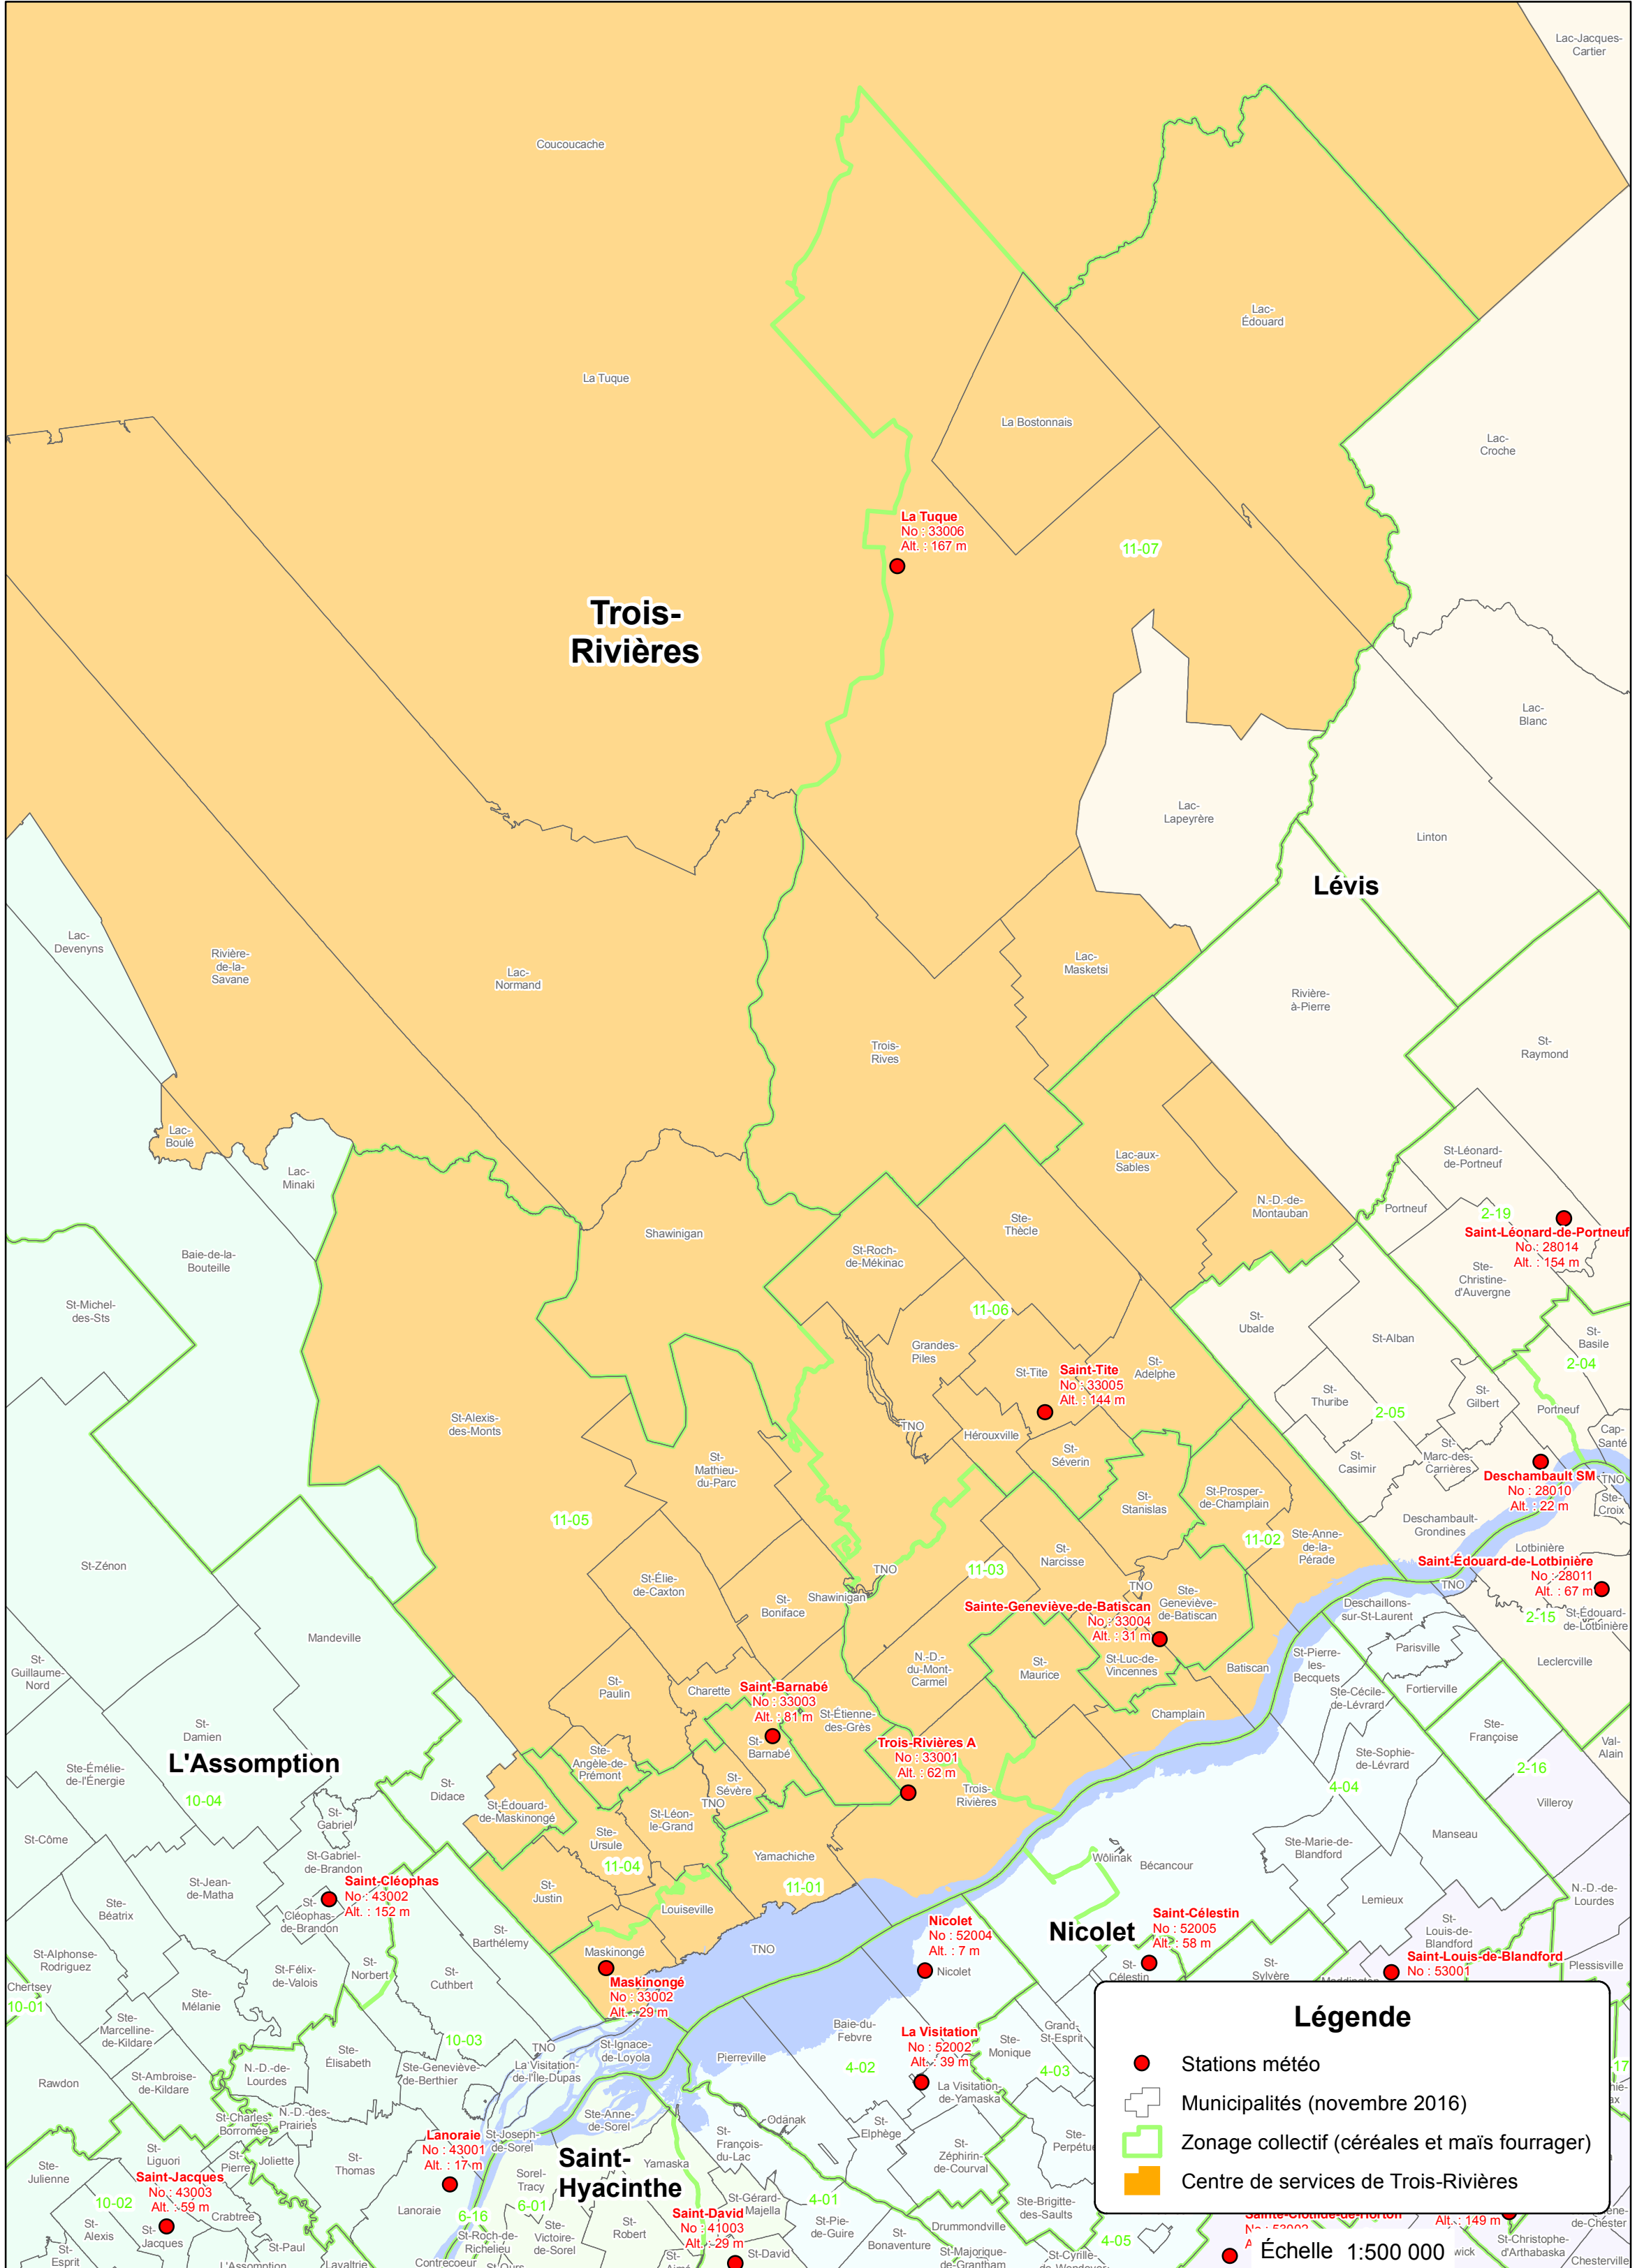 Lac-Jacques-
Cartier
Coucoucache
Lac-
Édouard
La Tuque
La Bostonnais
Lac-
Croche
La Tuque
No : 33006
Alt. : 167 m
11-07
Trois-
Rivières
Lac-
Blanc
Lac-
Lapeyrère
Linton
Lévis
Lac-
Devenyns
Rivière-
de-la-
Savane
Lac-
Normand
Lac-
Masketsi
Rivière-
à-Pierre
Trois-
Rives
St-
Raymond
Lac-
Boulé
Lac-
Minaki
Lac-aux-
Sables
St-Léonard-
de-Portneuf
N.-D.-de-
Montauban
Portneuf
2-19
Saint-Léonard-de-Portneuf
No : 28014
Alt. : 154 m
Ste-
Thècle
Shawinigan
St-Roch-
de-Mékinac
Baie-de-la-
Bouteille
Ste-
Christine-
d'Auvergne
St-Michel-
des-Sts
11-06
St-
Ubalde
St-Alban
St-
Basile
2-04
Grandes-
Piles
St-Tite
Saint-Tite
No : 33005
Alt. : 144 m
St-
Adelphe
St-
Thuribe
2-05
St-
Gilbert
Portneuf
St-Alexis-
des-Monts
TNO
Hérouxville
Cap-
Santé
St-
Séverin
St-
Marc-des-
Carrières
St-
Casimir
St-
Mathieu-
du-Parc
Deschambault SM
No : 28010
Alt. : 22 m
TNO
Ste-
Croix
St-
Stanislas
St-Prosper-
de-Champlain
11-05
Deschambault-
Grondines
11-02
Ste-Anne-
de-la-
Pérade
Lotbinière
St-Zénon
St-
Narcisse
11-03
TNO
Saint-Édouard-de-Lotbinière
No : 28011
Alt. : 67 m
TNO
St-Élie-
de-Caxton
Shawinigan
St-
Boniface
TNO
Ste-
Geneviève-
de-Batiscan
Sainte-Geneviève-de-Batiscan
No : 33004
Alt. : 31 m
Deschaillons-
sur-St-Laurent
2-15
St-Édouard-
de-Lotbinière
Mandeville
Parisville
St-
Guillaume-
Nord
N.-D.-
du-Mont-
Carmel
St-
Maurice
St-Luc-de-
Vincennes
Batiscan
St-Pierre-
les-
Becquets
Leclercville
St-
Paulin
Charette
Saint-Barnabé
No : 33003
Alt. : 81 m
Ste-Cécile-
de-Lévrard
Fortierville
St-Étienne-
des-Grès
Champlain
St-
Damien
Ste-
Françoise
St-
Barnabé
Trois-Rivières A
No : 33001
Alt. : 62 m
Val-
Alain
L'Assomption
Ste-
Angèle-de-
Prémont
Ste-Sophie-
de-Lévrard
Ste-Émélie-
de-l'Énergie
2-16
4-04
St-
Didace
St-
Sévère
TNO
Trois-
Rivières
10-04
St-Édouard-
de-Maskinongé
St-Léon-
le-Grand
Villeroy
St-
Gabriel
Manseau
St-Côme
Ste-
Ursule
Ste-Marie-de-
Blandford
St-Gabriel-
de-Brandon
Yamachiche
Wôlinak
Bécancour
11-04
St-Jean-
de-Matha
Saint-Cléophas
No : 43002
Alt. : 152 m
St-
Justin
11-01
N.-D.-de-
Lourdes
Lemieux
Ste-
Béatrix
St-
Cléophas-
de-Brandon
Louiseville
Nicolet
No : 52004
Alt. : 7 m
Saint-Célestin
No : 52005
Alt. : 58 m
Nicolet
St-
Louis-de-
Blandford
St-
Barthélemy
Maskinongé
TNO
St-Alphonse-
Rodriguez
Saint-Louis-de-Blandford
No : 53001
Plessisville
St-Félix-
de-Valois
St-
Norbert
St-
Cuthbert
Nicolet
St-
Célestin
St-
Sylvère
Chertsey
10-01
Ste-
Mélanie
Maskinongé
No : 33002
Alt. : 29 m
Ste-
Marcelline-
de-Kildare
Baie-du-
Febvre
La Visitation
No : 52002
Alt. : 39 m
Grand-
St-Esprit
10-03
TNO
St-Ignace-
de-Loyola
Ste-
Monique
Ste-
Élisabeth
Pierreville
4-02
4-03
N.-D.-de-
Lourdes
Ste-Geneviève-
de-Berthier
La Visitation-
de-l'Île-Dupas
Rawdon
St-Ambroise-
de-Kildare
La Visitation-
de-Yamaska
St-Charles-
Borromée
N.-D.-des-
Prairies
Ste-Anne-
de-Sorel
Odanak
St-
Elphège
Lanoraie
No : 43001
Alt. : 17 m
St-Joseph-
de-Sorel
St-
François-
du-Lac
Ste-
Perpétue
St-
Liguori
St-
Pierre
Joliette
St-
Thomas
Saint-
Hyacinthe
Yamaska
St-
Zéphirin-
de-Courval
Ste-
Julienne
Saint-Jacques
No : 43003
Alt. : 59 m
Sorel-
Tracy
10-02
6-01
St-Gérard-
Majella
4-01
Ste-Brigitte-
des-Saults
Lanoraie
6-16
Crabtree
Saint-David
No : 41003
Alt. : 29 m
St-Pie-
de-Guire
Drummondville
St-
Alexis
St-
Jacques
St-Roch-de-
Richelieu
Ste-
Victoire-
de-Sorel
St-
Robert
St-
Bonaventure
4-05
St-
Esprit
St-Paul
L'Assomption
Lavaltrie
Contrecoeur
St-Ours
St-David
St-Majorique-
de-Grantham
St-Cyrille-
Légende
Stations météo
Municipalités (novembre 2016)
Zonage collectif (céréales et maïs fourrager)
Centre de services de Trois-Rivières
Sainte-Clotilde-de-Horton
Alt. : 149 m
St-Christophe-
d'Arthabaska
Chesterville
Échelle 1:500 000